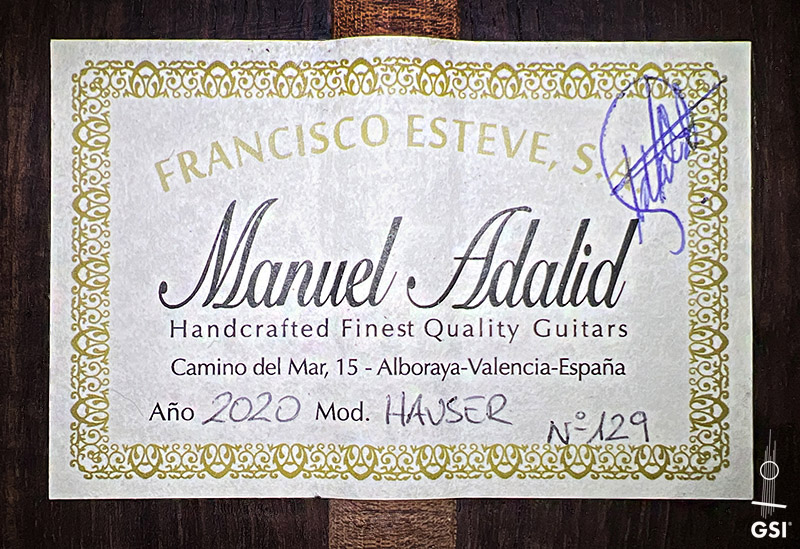 FRANCISCO ESTEVE, S.A.
Manuel Adalid
Handcrafted Finest Quality Guitars
Camino del Mar, 15 - Alboraya-Valencia-España
Año 2020 Mod. HAUSER
Nº 129
GSI®